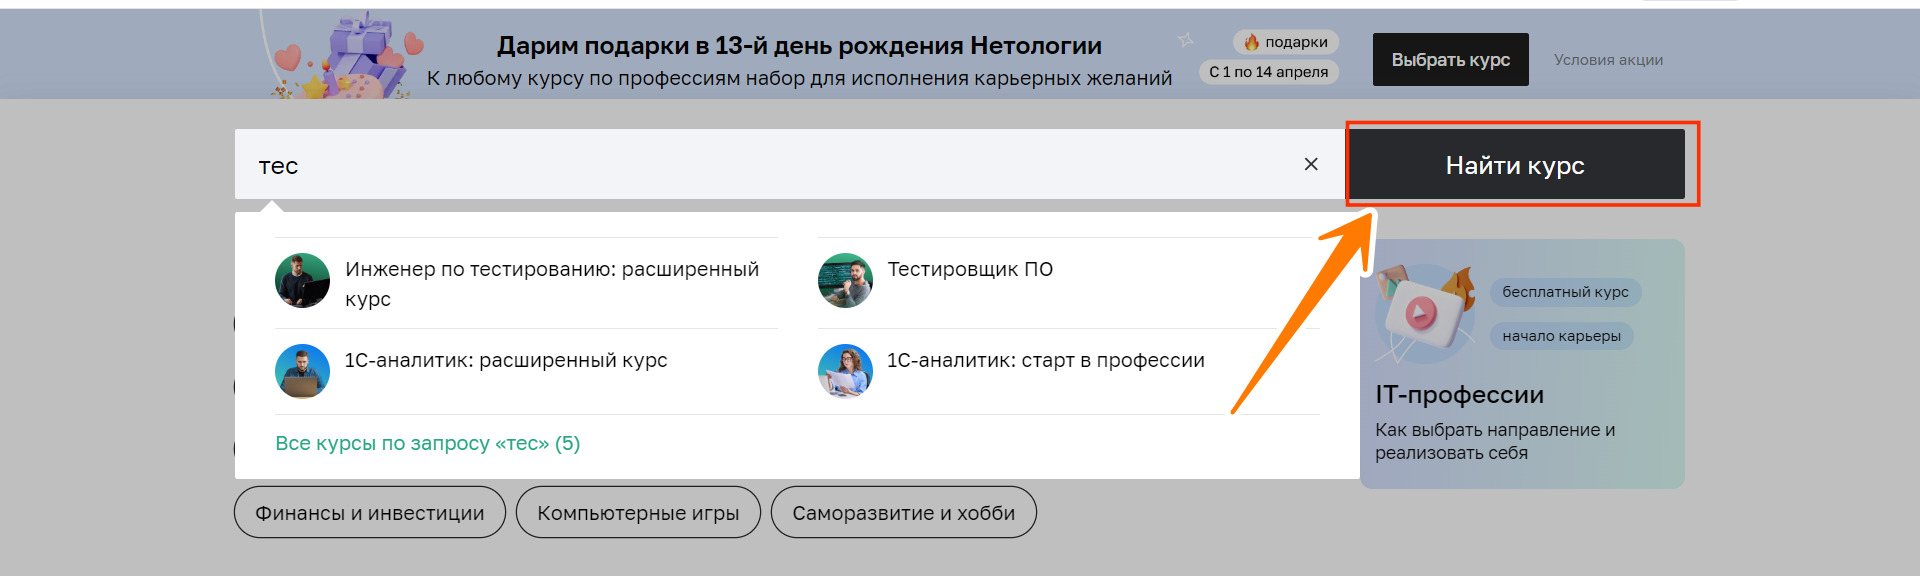 Дарим подарки в 13-й день рождения Нетологии
К любому курсу по профессиям набор для исполнения карьерных желаний
🔥 подарки
С 1 по 14 апреля
Выбрать курс
Условия акции
тес
Найти курс
Инженер по тестированию: расширенный
курс
Тестировщик ПО
1С-аналитик: расширенный курс
1С-аналитик: старт в профессии
Все курсы по запросу «тес» (5)
бесплатный курс
начало карьеры
IT-профессии
Как выбрать направление и
реализовать себя
Финансы и инвестиции
Компьютерные игры
Саморазвитие и хобби